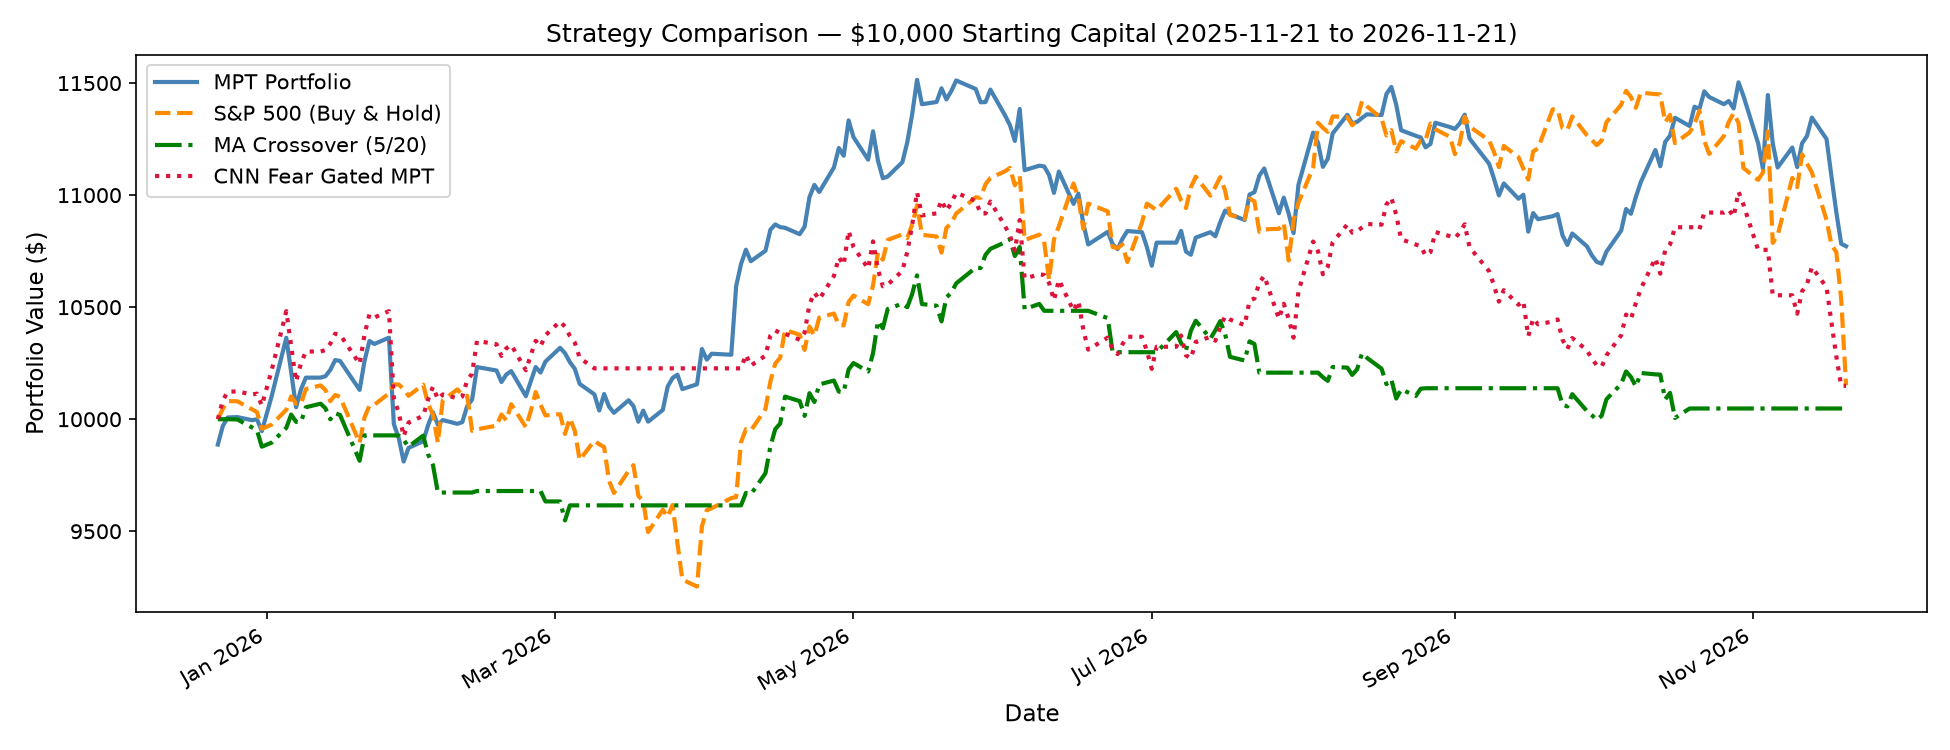 Strategy Comparison — $10,000 Starting Capital (2025-11-21 to 2026-11-21)
MPT Portfolio
S&P 500 (Buy & Hold)
MA Crossover (5/20)
CNN Fear Gated MPT
Portfolio Value ($)
11500
11000
10500
10000
9500
Jan 2026
Mar 2026
May 2026
Jul 2026
Sep 2026
Nov 2026
Date